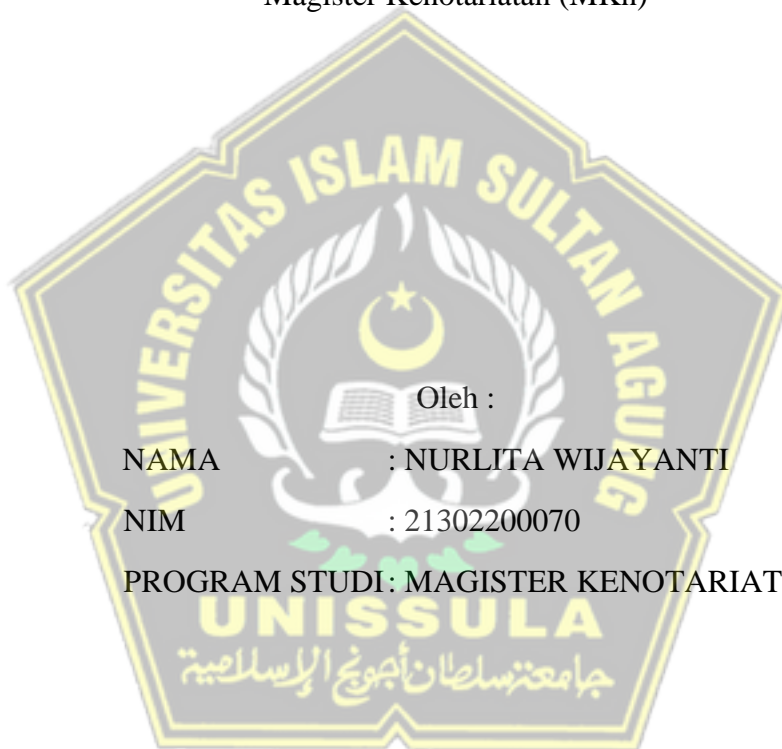 Magister Kenotariatan (MKn)
UNIVERSITAS ISLAM SULTAN AGUNG
Oleh :
NAMA : NURLITA WIJAYANTI
NIM : 21302200070
PROGRAM STUDI : MAGISTER KENOTARIAT
UNISSULA
جامعة سلطان أجونج الإسلامية